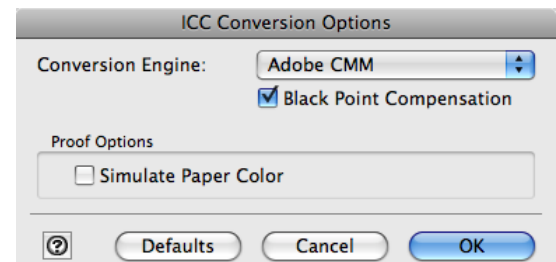 ICC Conversion Options
Conversion Engine: Adobe CMM
Black Point Compensation
Proof Options
Simulate Paper Color
? Defaults Cancel OK